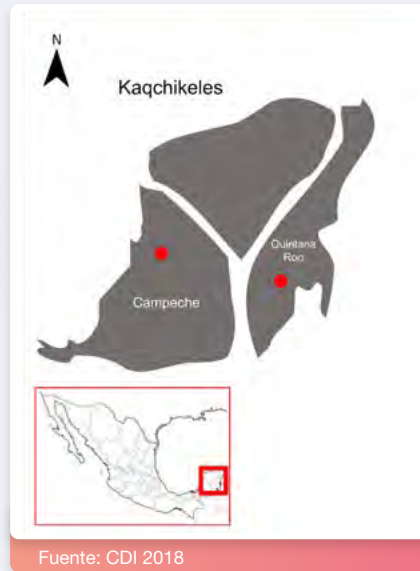 N
Kaqchikeles
Quintana
Roo
Campeche
Fuente: CDI 2018